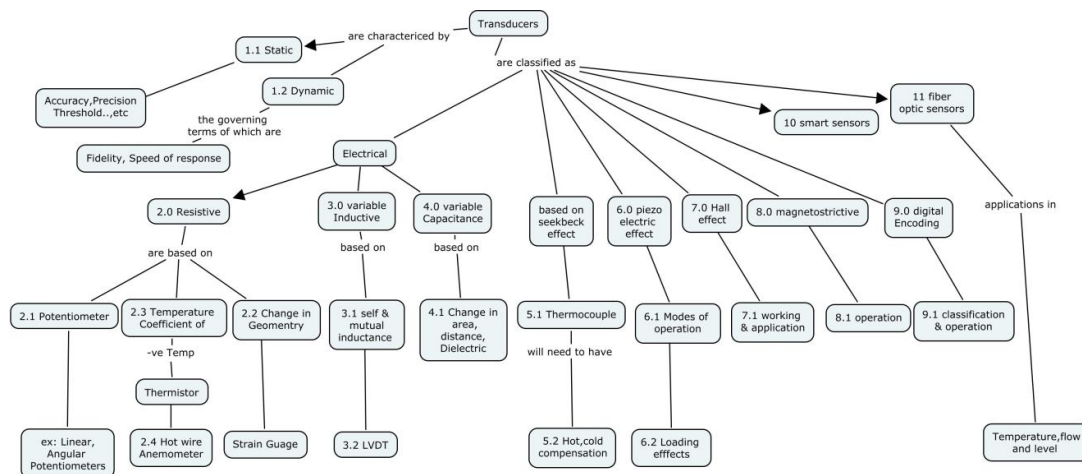 Transducers
are charactericed by
1.1 Static
are classified as
1.2 Dynamic
Accuracy,Precision
Threshold..,etc
11 fiber
optic sensors
10 smart sensors
the governing
terms of which are
Fidelity, Speed of response
Electrical
2.0 Resistive
3.0 variable
Inductive
4.0 variable
Capacitance
based on
seekbeck
effect
6.0 piezo
electric
effect
7.0 Hall
effect
8.0 magnetostrictive
9.0 digital
Encoding
applications in
are based on
based on
based on
2.1 Potentiometer
2.3 Temperature
Coefficient of
2.2 Change in
Geomentry
3.1 self &
mutual
inductance
4.1 Change in
area,
distance,
Dielectric
5.1 Thermocouple
6.1 Modes of
operation
7.1 working
& application
8.1 operation
9.1 classification
& operation
-ve Temp
will need to have
Thermistor
ex: Linear,
Angular
Potentiometers
2.4 Hot wire
Anemometer
Strain Guage
3.2 LVDT
5.2 Hot,cold
compensation
6.2 Loading
efffects
Temperature,flow
and level